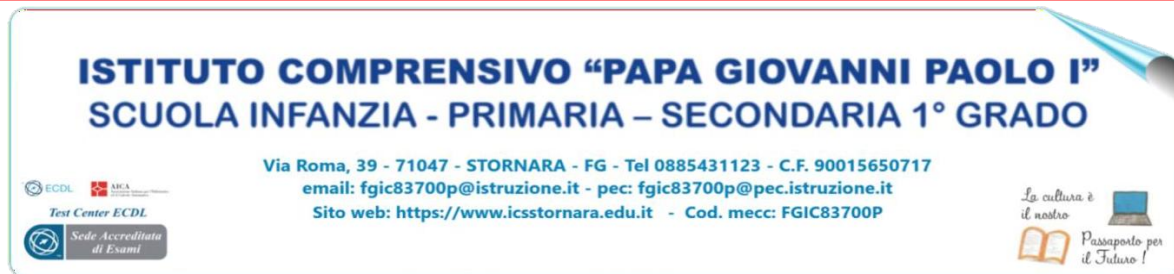 ISTITUTO COMPRENSIVO “PAPA GIOVANNI PAOLO I”
SCUOLA INFANZIA - PRIMARIA – SECONDARIA 1° GRADO
Via Roma, 39 - 71047 - STORNARA - FG - Tel 0885431123 - C.F. 90015650717
email: fgic83700p@istruzione.it - pec: fgic83700p@pec.istruzione.it
Sito web: https://www.icsstornara.edu.it - Cod. mecc: FGIC83700P
ECDL
AICA
Test Center ECDL
Sede Accreditata
di Esami
La cultura è
il nostro
Passaporto per
il Futuro !